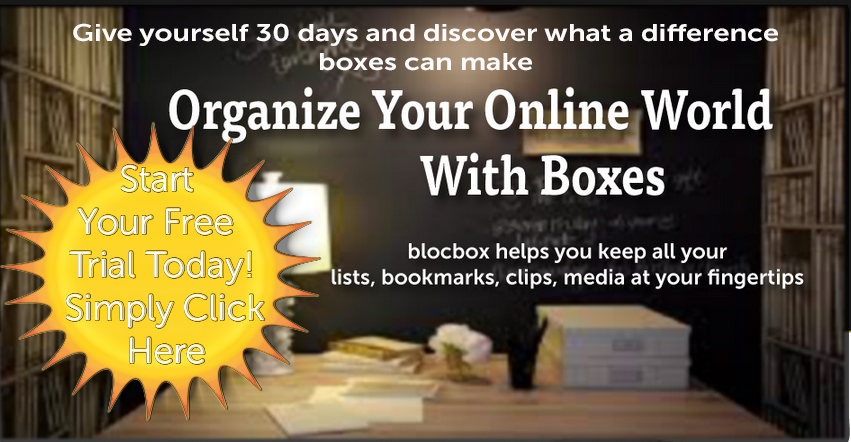 Give yourself 30 days and discover what a difference
boxes can make
Organize Your Online World
With Boxes
blocbox helps you keep all your
lists, bookmarks, clips, media at your fingertips
Start
Your Free
Trial Today!
Simply Click
Here